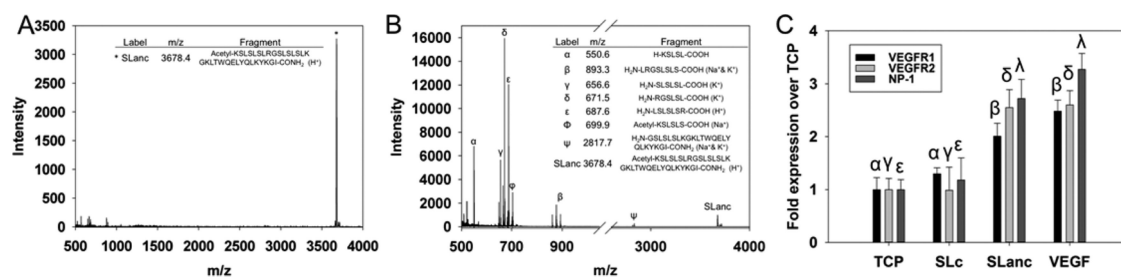 A
3500
3000
2500
2000
1500
1000
500
0
Intensity
500 1000 1500 2000 2500 3000 3500 4000
m/z
Label m/z Fragment
* SLanc 3678.4 Acetyl-KSLSLSLRGSLSLSLK
GKLTWQELYQLKYKGI-CONH₂ (H⁺)
*
B
16000
14000
12000
10000
8000
6000
4000
2000
0
Intensity
500 700 900 3000 4000
m/z
Label m/z Fragment
α 550.6 H-KSLSL-COOH
β 893.3 H₂N-LRGSLSLS-COOH (Na⁺& K⁺)
γ 656.6 H₂N-SLSLSL-COOH (K⁺)
δ 671.5 H₂N-RGSLSL-COOH (K⁺)
ε 687.6 H₂N-LSLSLSR-COOH (H⁺)
Φ 699.9 Acetyl-KSLSLS-COOH (Na⁺)
ψ 2817.7 H₂N-GSLSLSLKGKLTWQELY
QLKYKGI-CONH₂ (Na⁺& K⁺)
SLanc 3678.4 Acetyl-KSLSLSLRGSLSLSLK
GKLTWQELYQLKYKGI-CONH₂ (H⁺)
α
γ
δ
ε
φ
β
ψ
SLanc
C
Fold expression over TCP
4
3
2
1
0
VEGFR1
VEGFR2
NP-1
α γ ε
α γ ε
β δ λ
β δ λ
TCP SLc SLanc VEGF